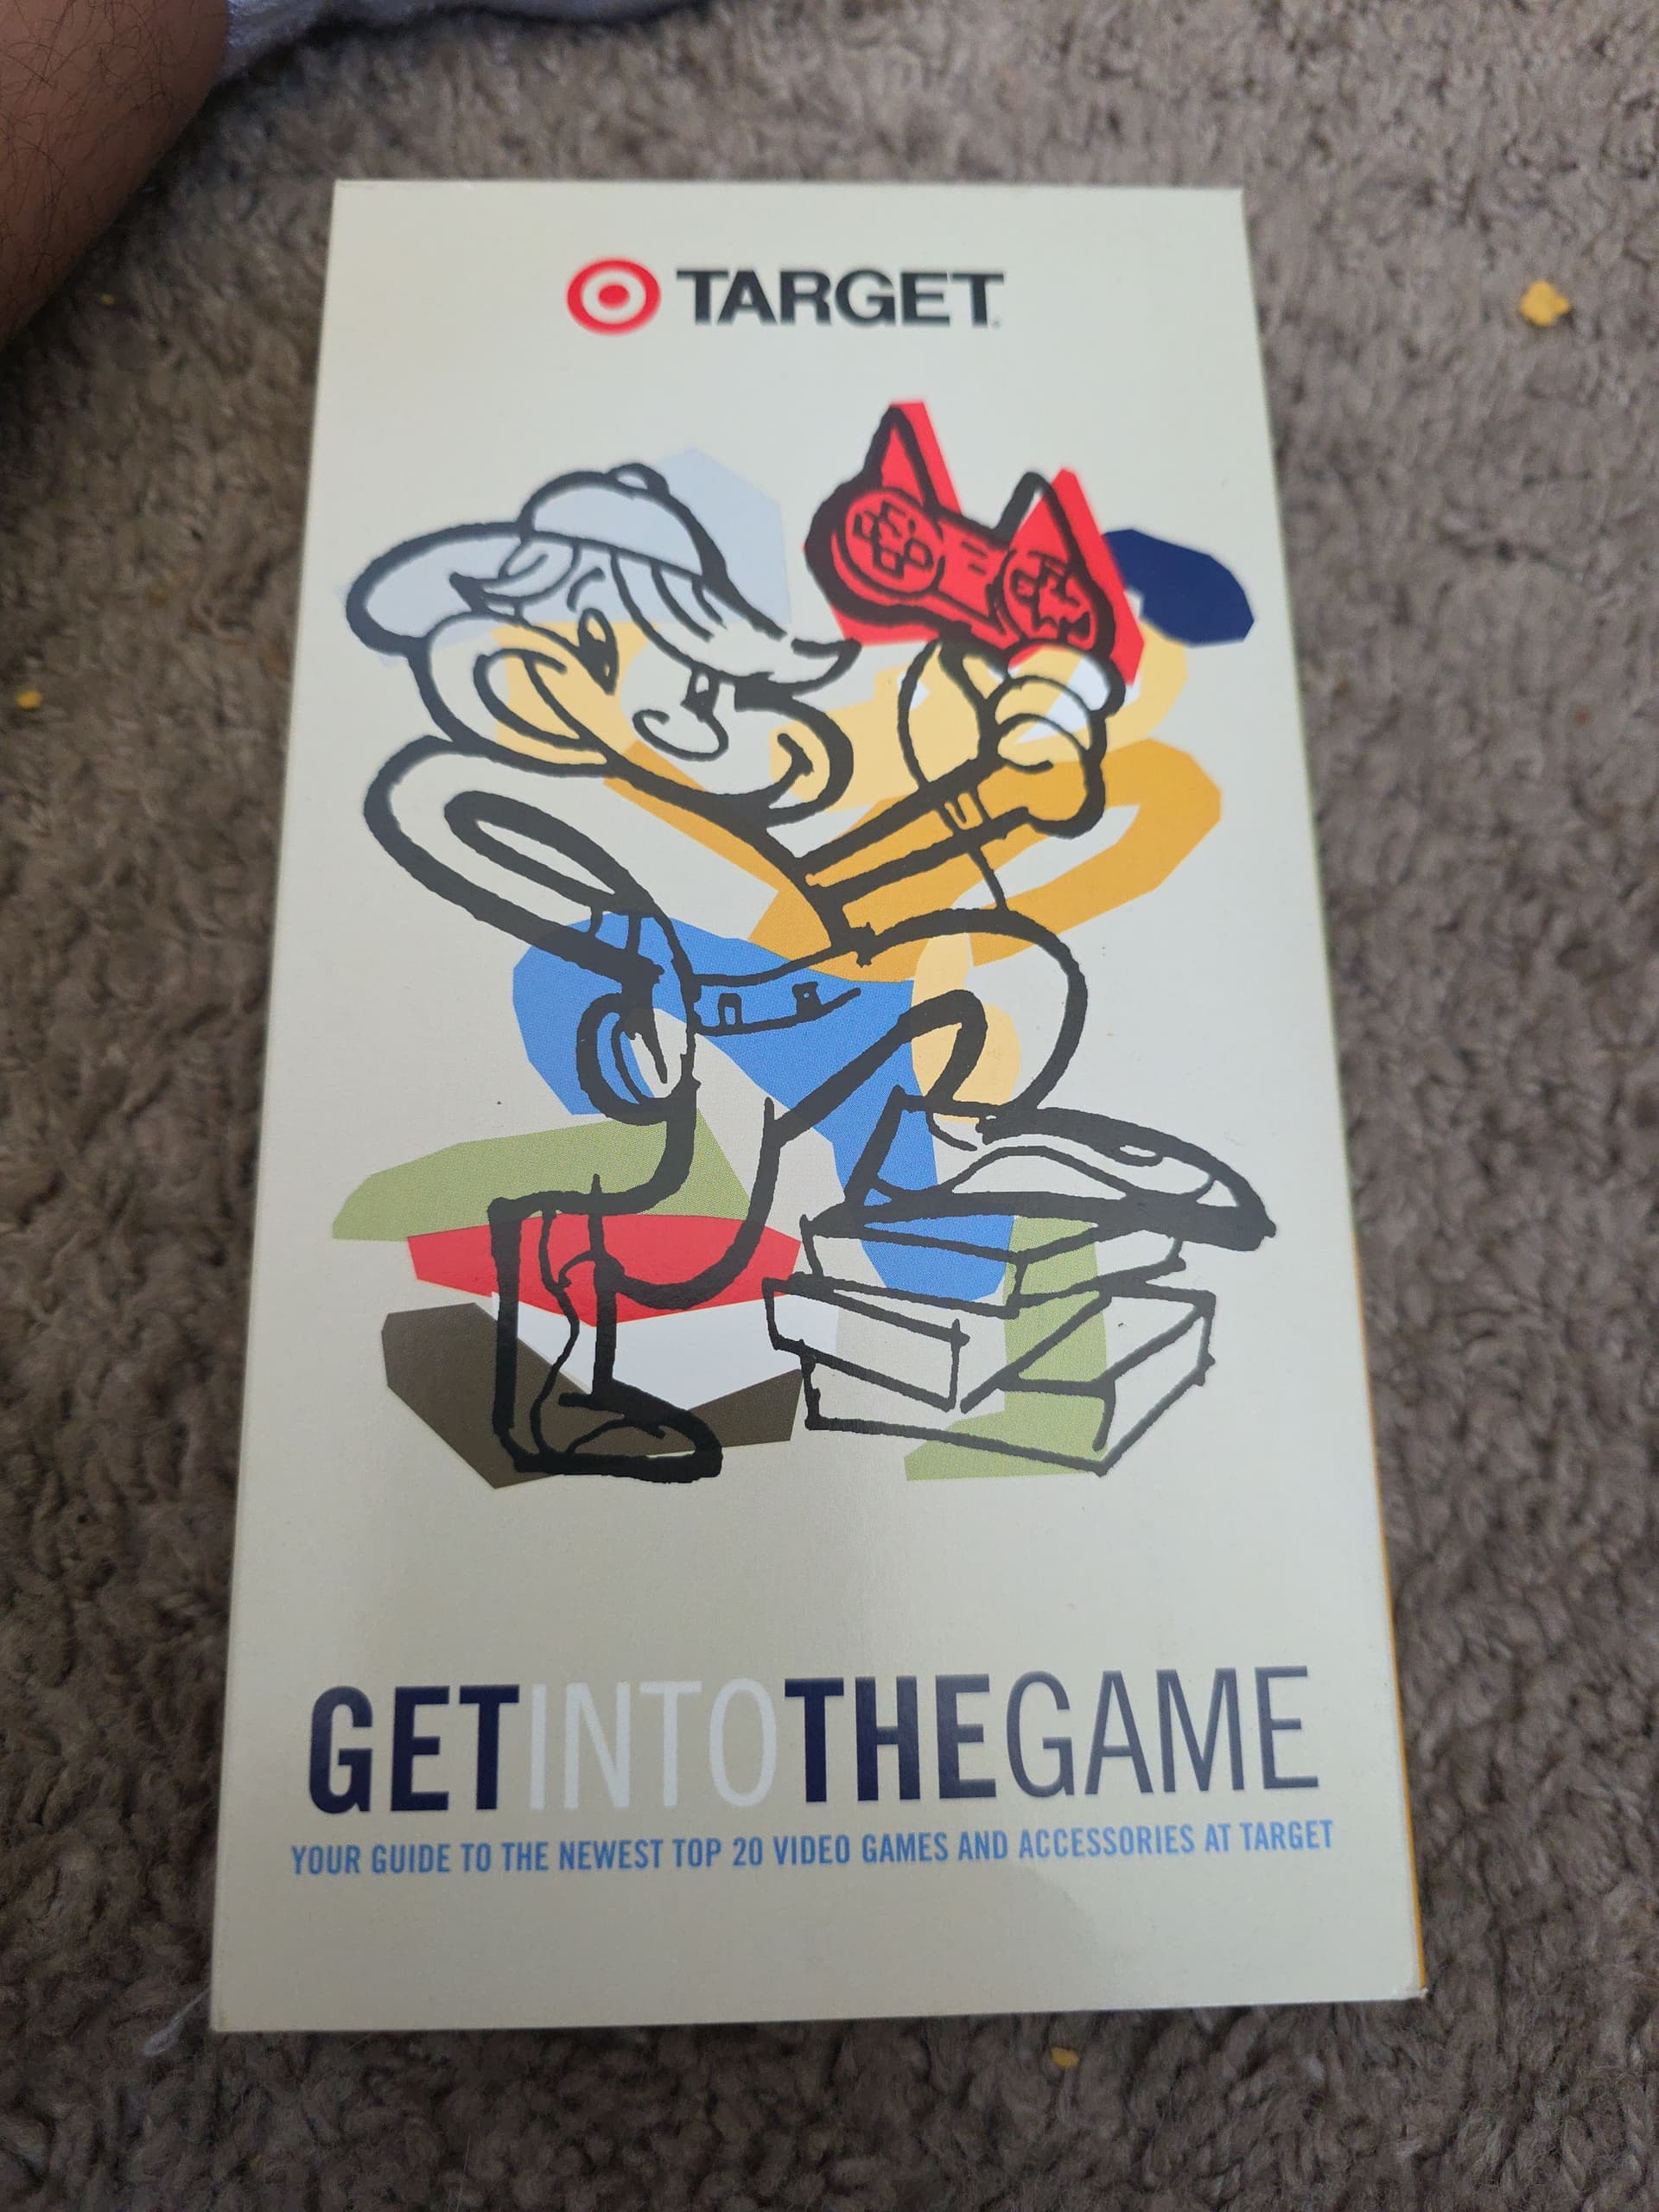 TARGET
GETINTOTHEGAME
YOUR GUIDE TO THE NEWEST TOP 20 VIDEO GAMES AND ACCESSORIES AT TARGET